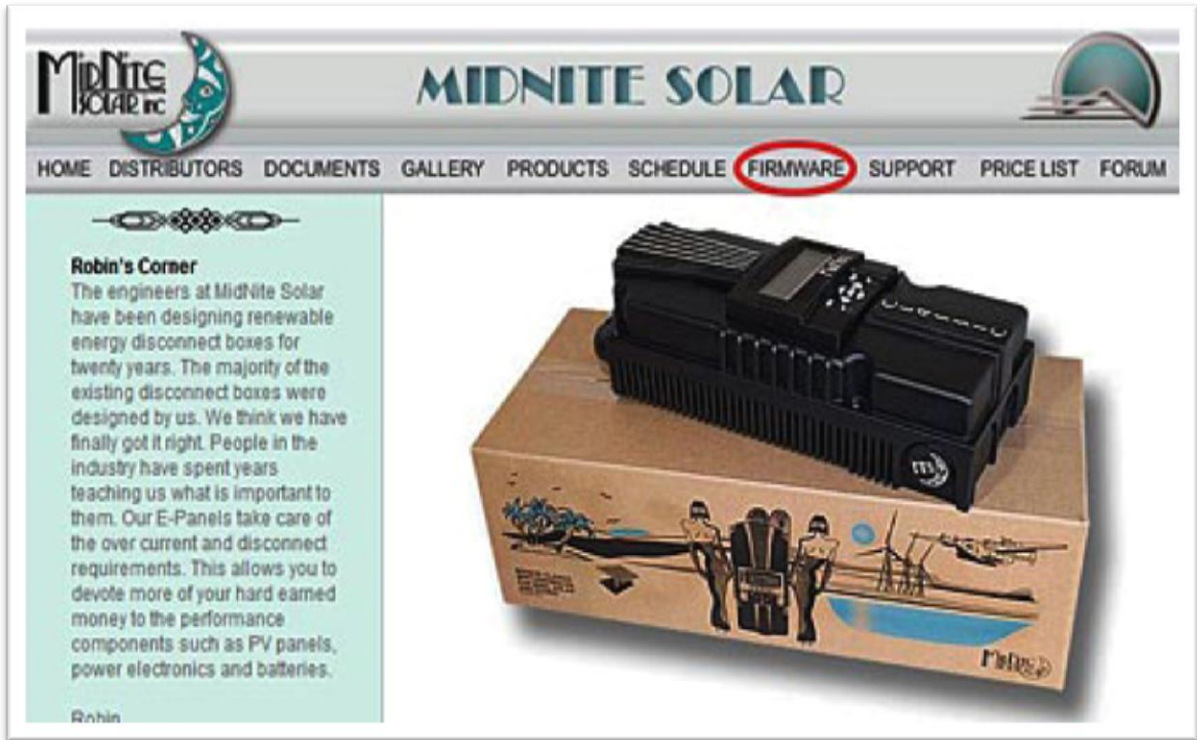 MIDNITE
SOLAR INC
MIDNITE SOLAR
HOME DISTRIBUTORS DOCUMENTS GALLERY PRODUCTS SCHEDULE FIRMWARE SUPPORT PRICE LIST FORUM
Robin's Corner
The engineers at MidNite Solar
have been designing renewable
energy disconnect boxes for
twenty years. The majority of the
existing disconnect boxes were
designed by us. We think we have
finally got it right. People in the
industry have spent years
teaching us what is important to
them. Our E-Panels take care of
the over current and disconnect
requirements. This allows you to
devote more of your hard earned
money to the performance
components such as PV panels,
power electronics and batteries.
Robin
CLASSIC
MidNite